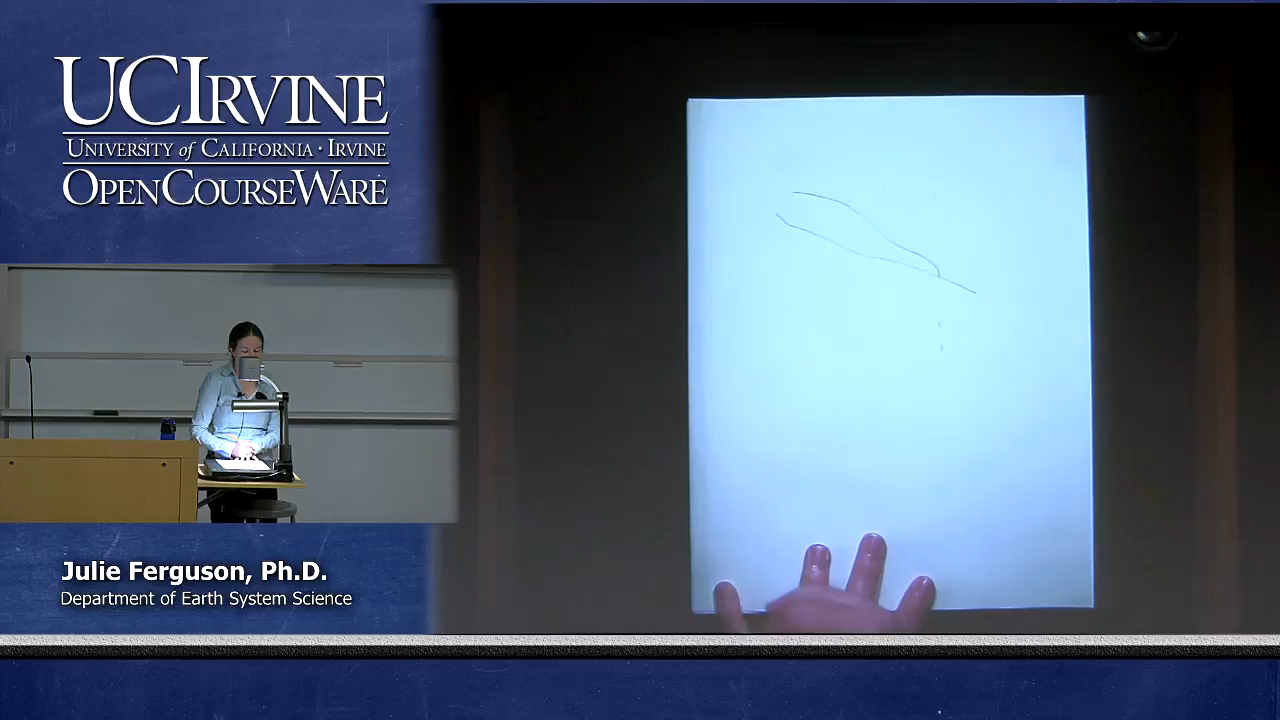 UCIRVINE
UNIVERSITY of CALIFORNIA · IRVINE
OPENCOURSEWARE
Julie Ferguson, Ph.D.
Department of Earth System Science